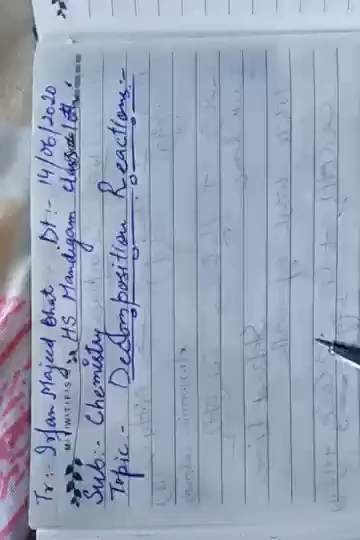 Tr:- Irfan Majeed Bhat Dt:- 14/06/2020
HS Mandigam Class 10th
Sub:- Chemistry
Topic:- Decomposition Reactions:-